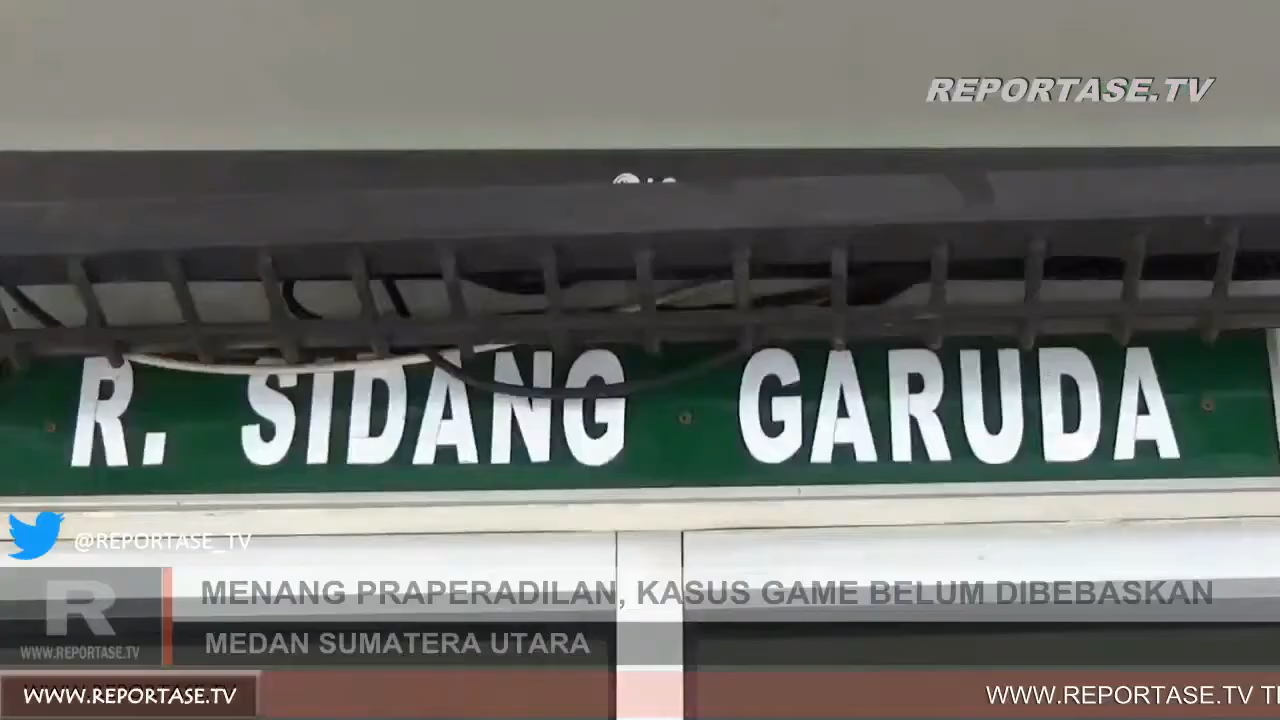 REPORTASE.TV
R. SIDANG GARUDA
@REPORTASE_TV
MENANG PRAPERADILAN, KASUS GAME BELUM DIBEBASKAN
R
WWW.REPORTASE.TV
MEDAN SUMATERA UTARA
WWW.REPORTASE.TV
WWW.REPORTASE.TV